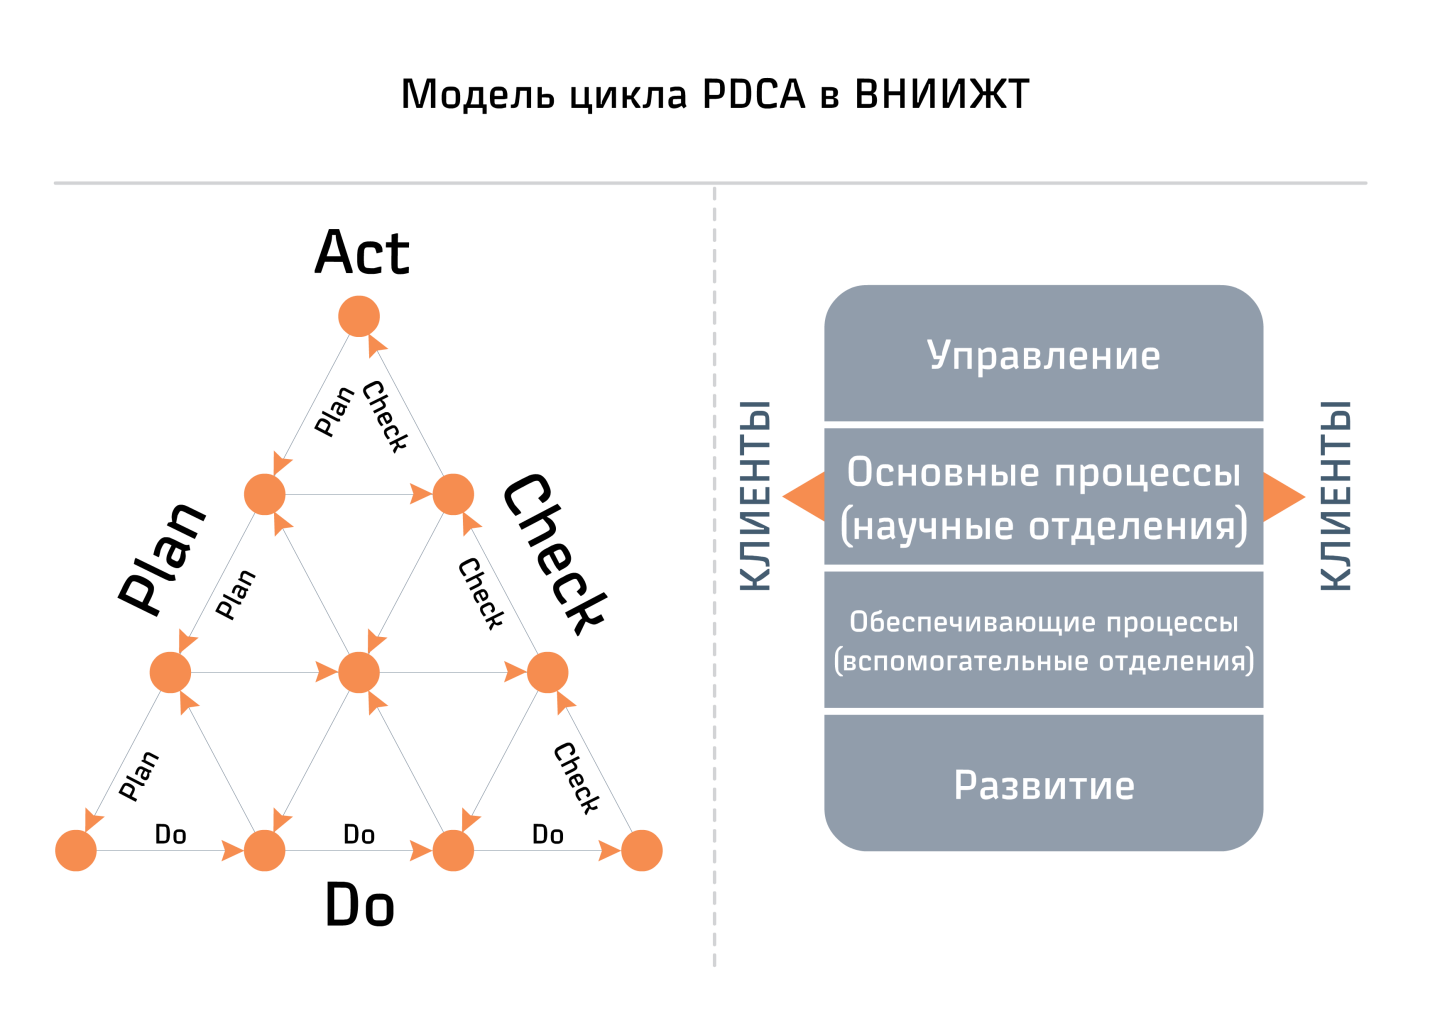 Модель цикла PDCA в ВНИИЖТ
Act
Plan
Check
Plan
Check
Plan
Check
Plan
Check
Do
Do
Do
Do
КЛИЕНТЫ
Управление
Основные процессы
(научные отделения)
Обеспечивающие процессы
(вспомогательные отделения)
Развитие
КЛИЕНТЫ